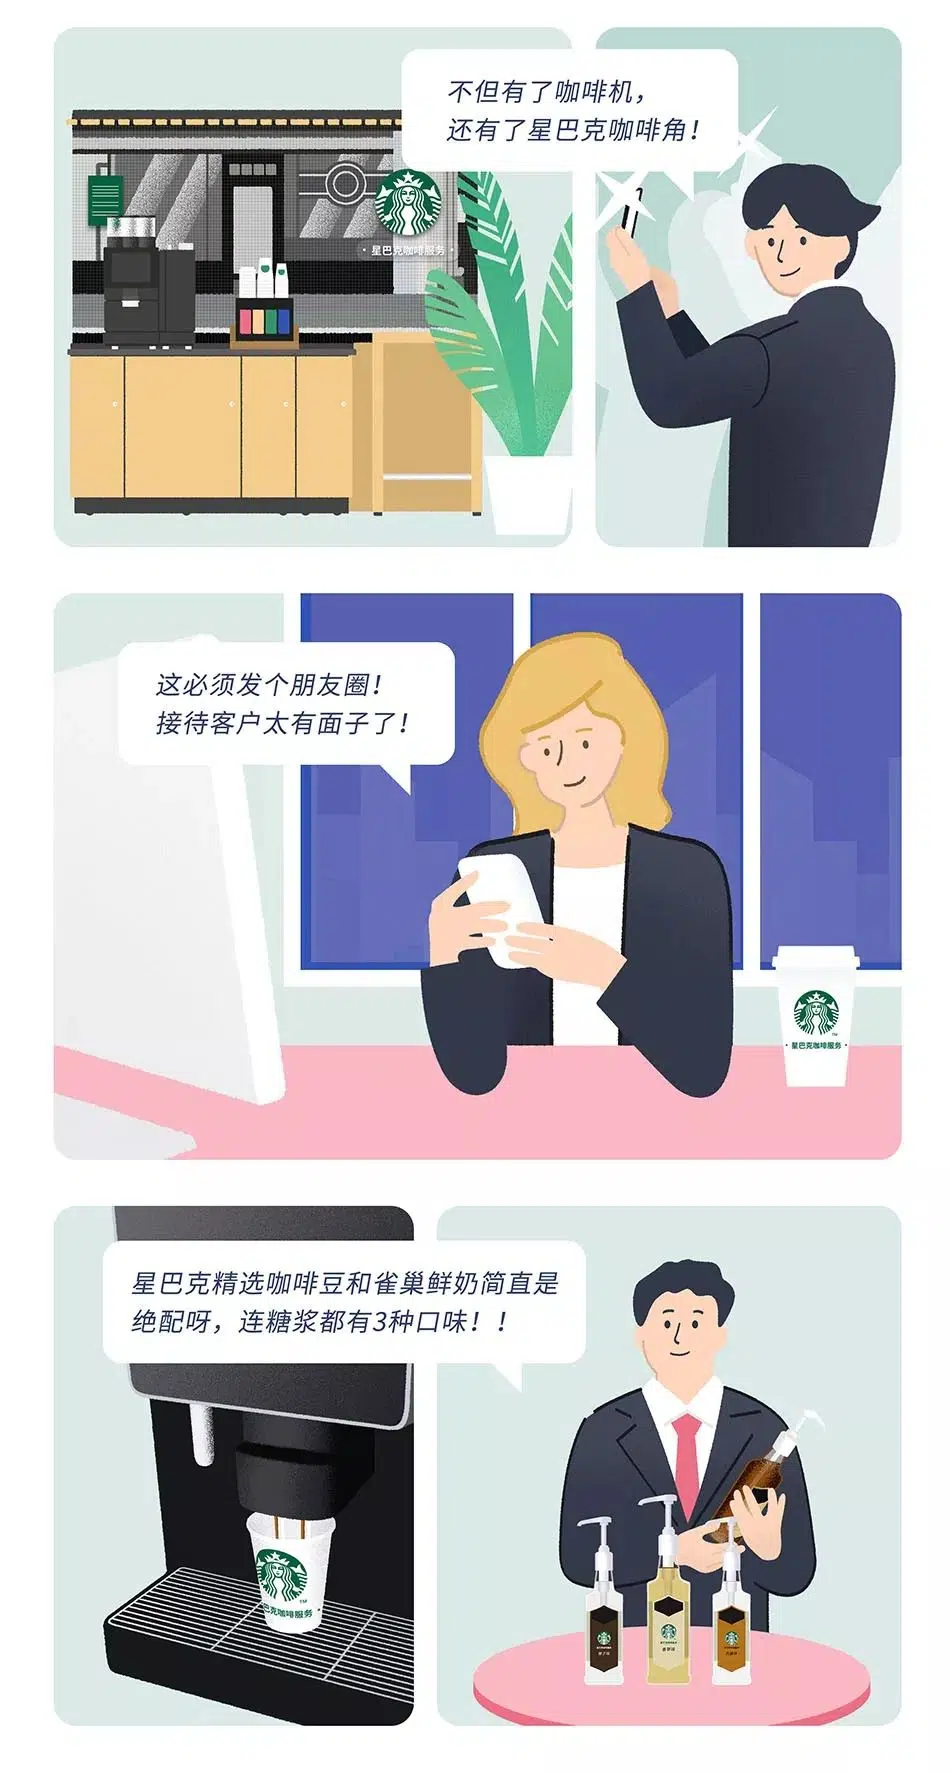 不但有了咖啡机，
还有了星巴克咖啡角！
·星巴克咖啡服务·
这必须发个朋友圈！
接待客户太有面子了！
TM
·星巴克咖啡服务·
星巴克精选咖啡豆和雀巢鲜奶简直是
绝配呀，连糖浆都有3种口味！！
TM
巴克咖啡服务·